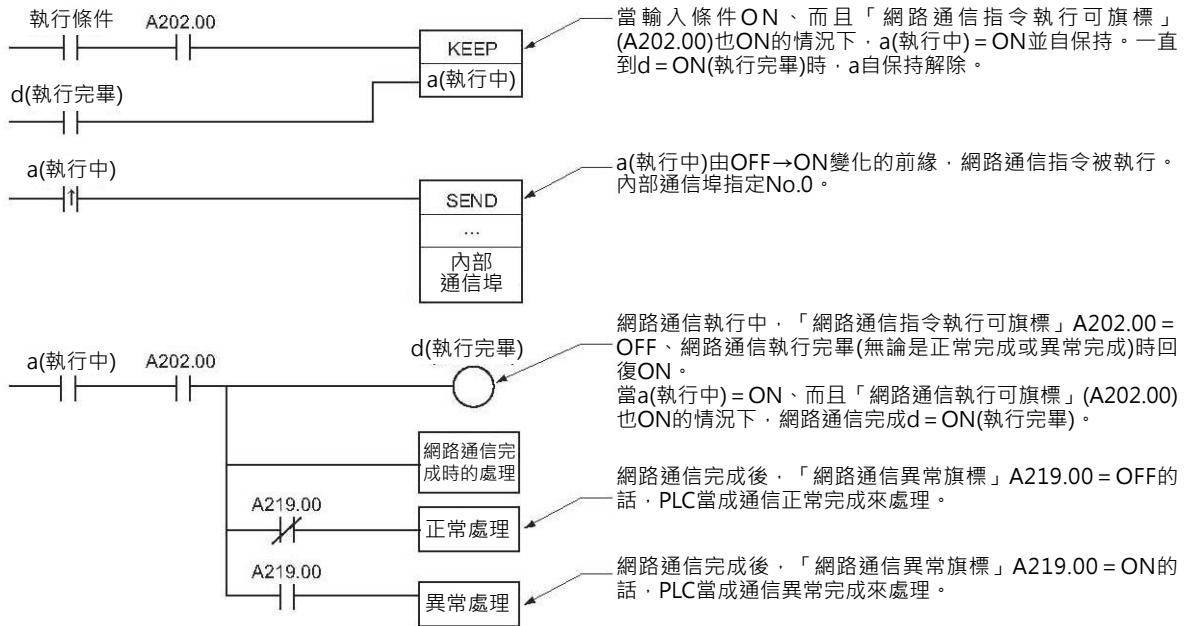 執行條件
A202.00
KEEP
a(執行中)
d(執行完畢)
當輸入條件ON、而且「網路通信指令執行可旗標」
(A202.00)也ON的情況下，a(執行中)=ON並自保持。一直
到d=ON(執行完畢)時，a自保持解除。
a(執行中)
SEND
…
內部
通信埠
a(執行中)由OFF→ON變化的前緣，網路通信指令被執行。
內部通信埠指定No.0。
a(執行中)
A202.00
d(執行完畢)
網路通信執行中，「網路通信指令執行可旗標」A202.00=
OFF、網路通信執行完畢(無論是正常完成或異常完成)時回
復ON。
當a(執行中)=ON、而且「網路通信執行可旗標」(A202.00)
也ON的情況下，網路通信完成d=ON(執行完畢)。
網路通信完
成時的處理
A219.00
正常處理
網路通信完成後，「網路通信異常旗標」A219.00=OFF的
話，PLC當成通信正常完成來處理。
A219.00
異常處理
網路通信完成後，「網路通信異常旗標」A219.00=ON的
話，PLC當成通信異常完成來處理。